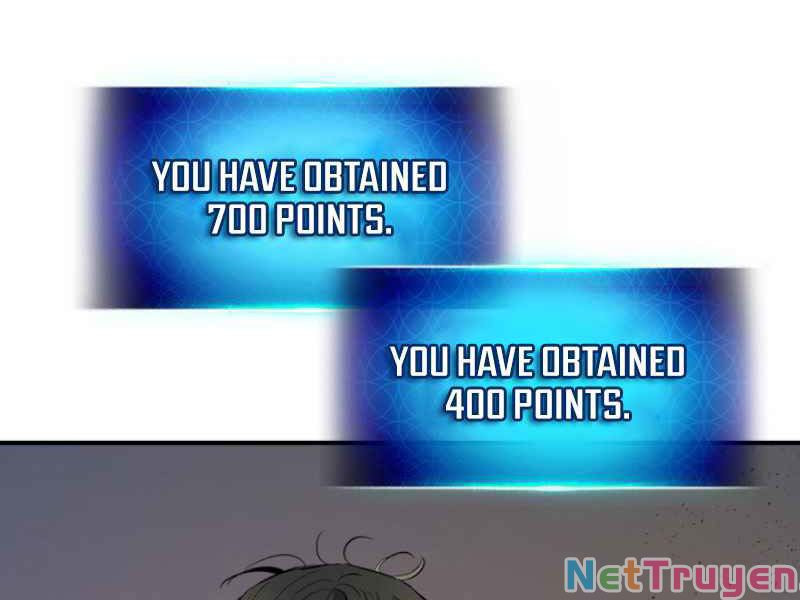 YOU HAVE OBTAINED
700 POINTS.
YOU HAVE OBTAINED
400 POINTS.
NetTruyen